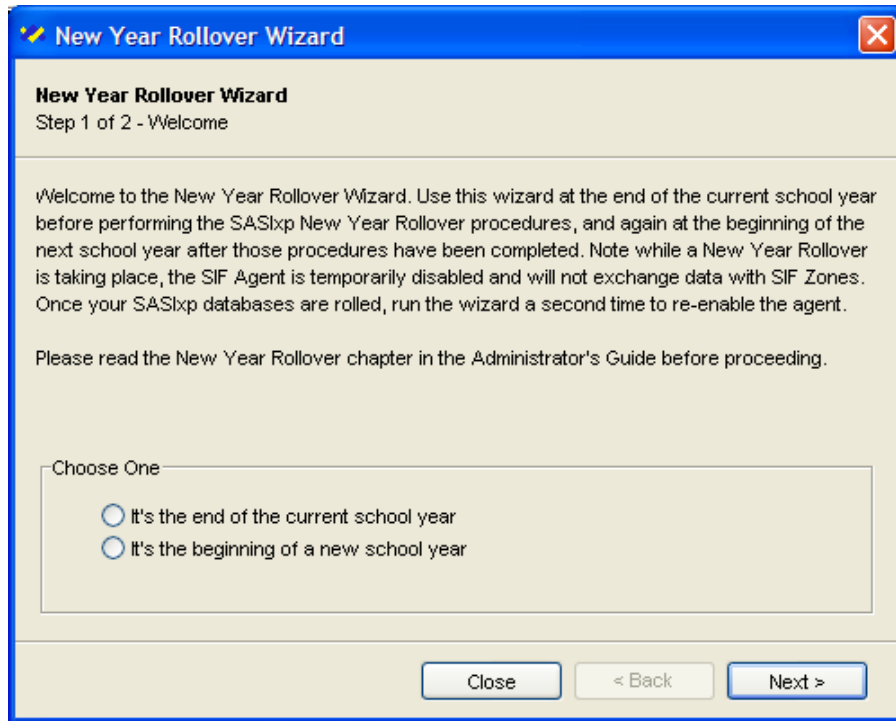 New Year Rollover Wizard
New Year Rollover Wizard
Step 1 of 2 - Welcome
Welcome to the New Year Rollover Wizard. Use this wizard at the end of the current school year
before performing the SASIxp New Year Rollover procedures, and again at the beginning of the
next school year after those procedures have been completed. Note while a New Year Rollover
is taking place, the SIF Agent is temporarily disabled and will not exchange data with SIF Zones.
Once your SASIxp databases are rolled, run the wizard a second time to re-enable the agent.
Please read the New Year Rollover chapter in the Administrator's Guide before proceeding.
Choose One
It's the end of the current school year
It's the beginning of a new school year
Close < Back Next >